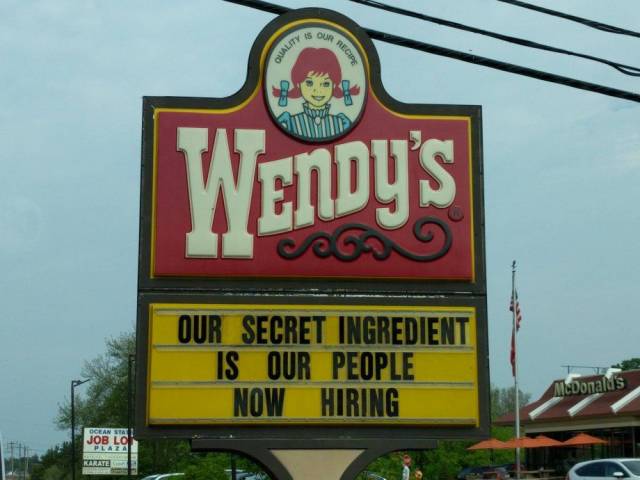 QUALITY IS OUR RECIPE
WENDY'S
®
OUR SECRET INGREDIENT
IS OUR PEOPLE
NOW HIRING
McDonald's
OCEAN STATE
JOB LOT
PLAZA
KARATE